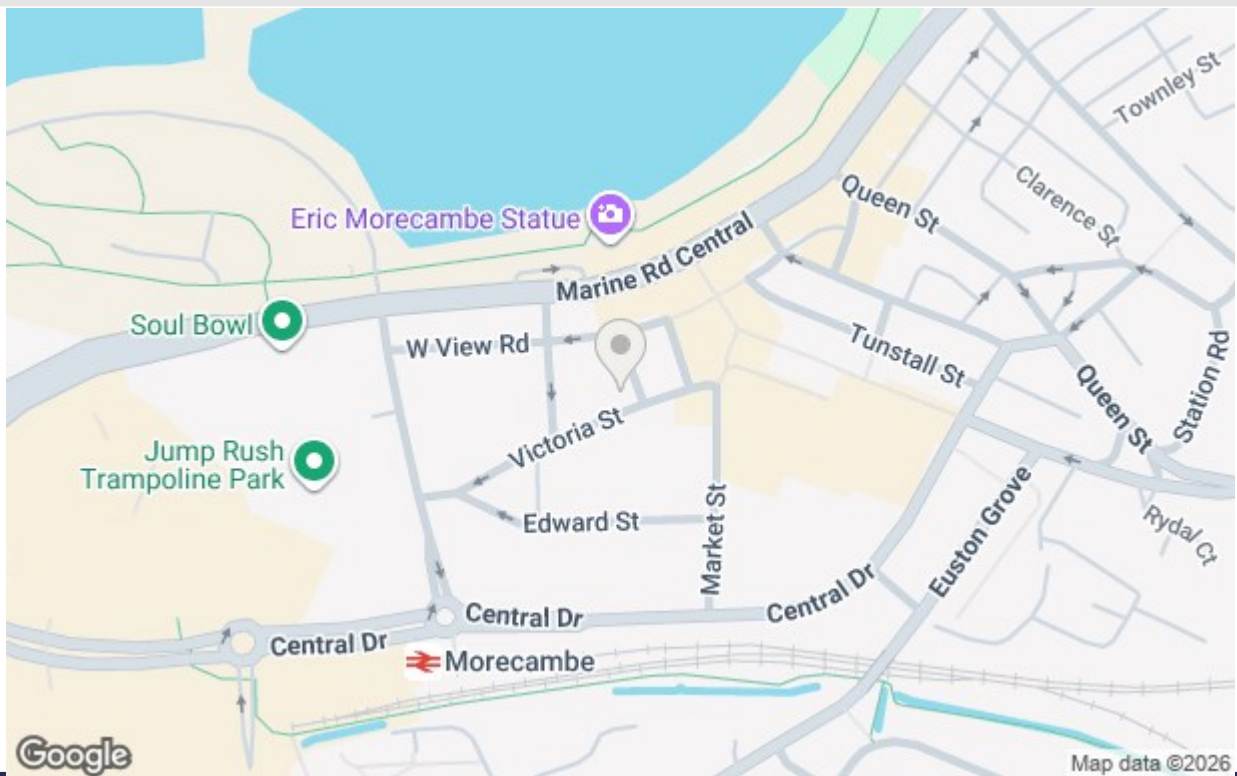 Townley St
Clarence St
Queen St
Eric Morecambe Statue
Marine Rd Central
Soul Bowl
W View Rd
Tunstall St
Station Rd
Queen St
Victoria St
Jump Rush
Trampoline Park
Edward St
Market St
Euston Grove
Rydal Ct
Central Dr
Central Dr
Central Dr
Morecambe
Google
Map data ©2026